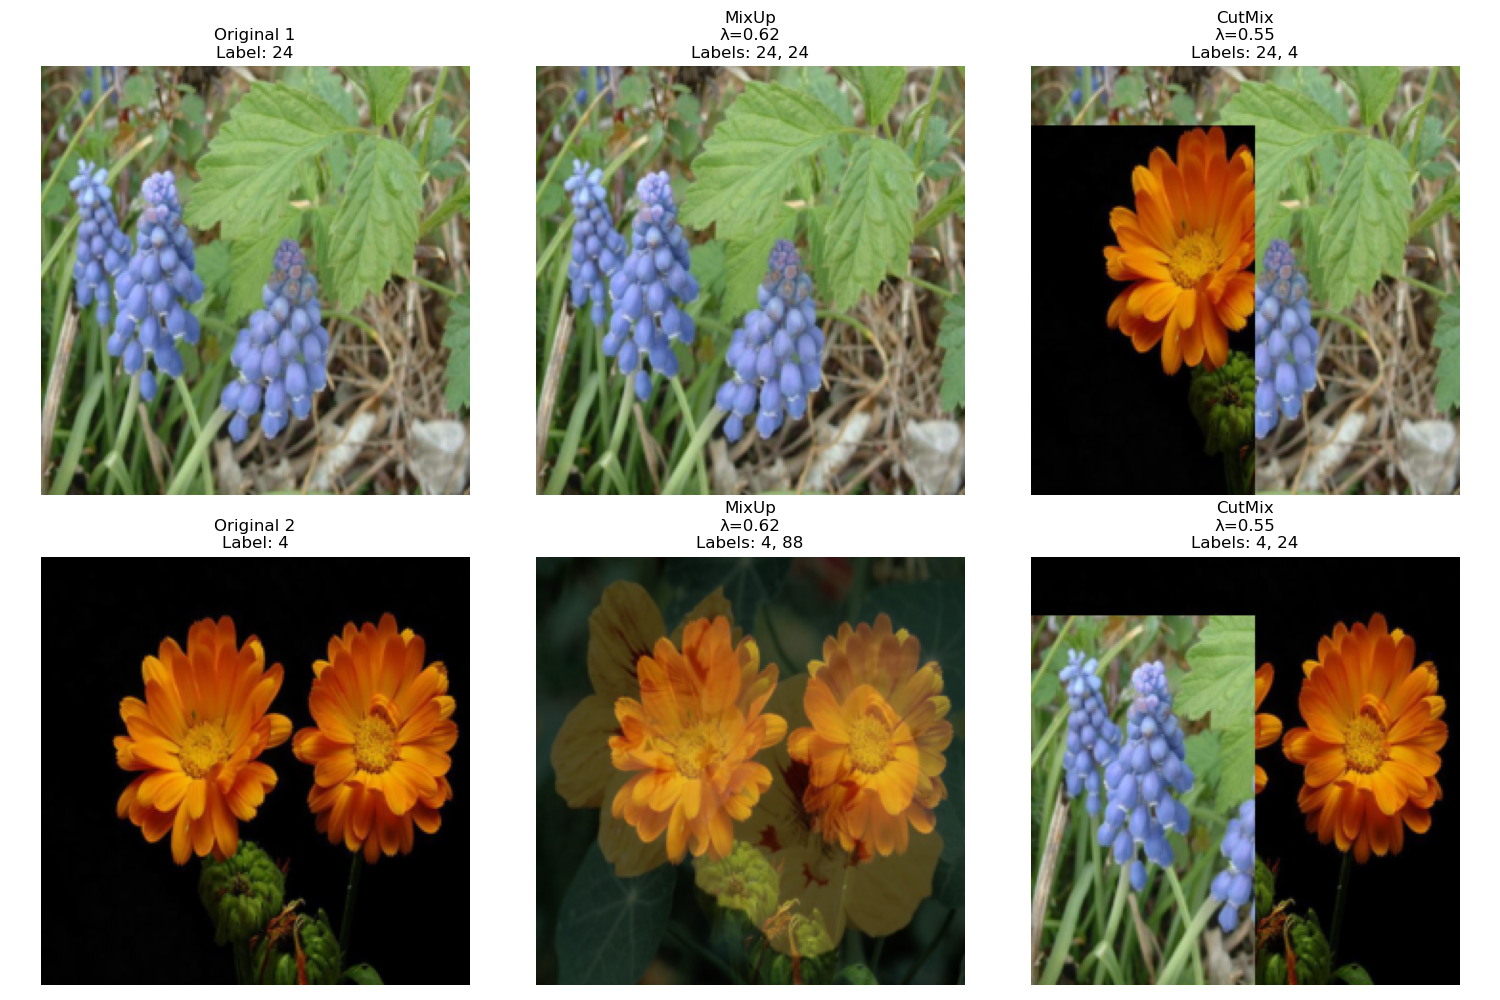 Original 1
Label: 24
MixUp
λ=0.62
Labels: 24, 24
CutMix
λ=0.55
Labels: 24, 4
Original 2
Label: 4
MixUp
λ=0.62
Labels: 4, 88
CutMix
λ=0.55
Labels: 4, 24